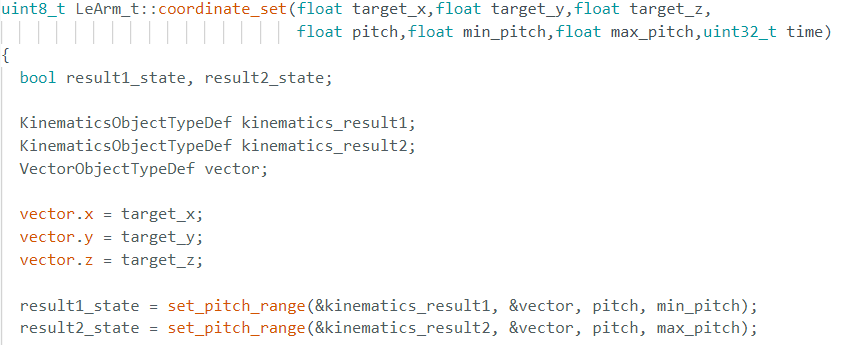 uint8_t LeArm_t::coordinate_set(float target_x,float target_y,float target_z,
float pitch,float min_pitch,float max_pitch,uint32_t time)
{
bool result1_state, result2_state;
KinematicsObjectTypeDef kinematics_result1;
KinematicsObjectTypeDef kinematics_result2;
VectorObjectTypeDef vector;
vector.x = target_x;
vector.y = target_y;
vector.z = target_z;
result1_state = set_pitch_range(&kinematics_result1, &vector, pitch, min_pitch);
result2_state = set_pitch_range(&kinematics_result2, &vector, pitch, max_pitch);